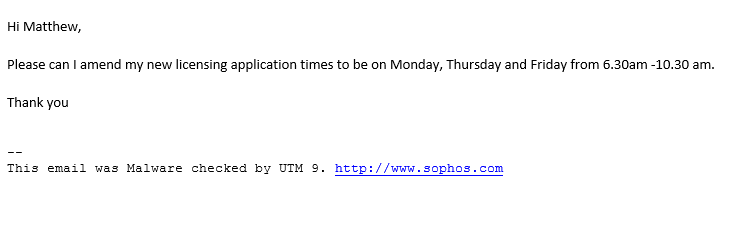 Hi Matthew,
Please can I amend my new licensing application times to be on Monday, Thursday and Friday from 6.30am -10.30 am.
Thank you
--
This email was Malware checked by UTM 9. http://www.sophos.com